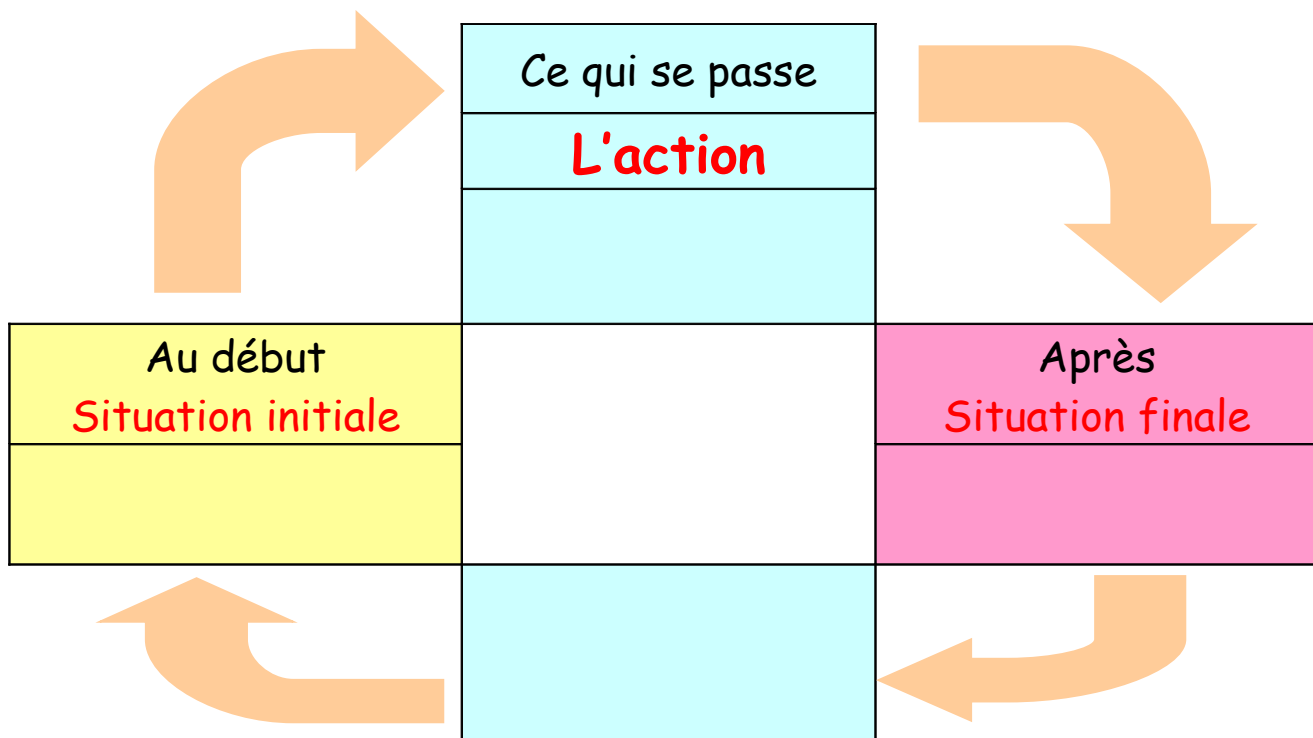 Ce qui se passe
L'action
Au début
Situation initiale
Après
Situation finale